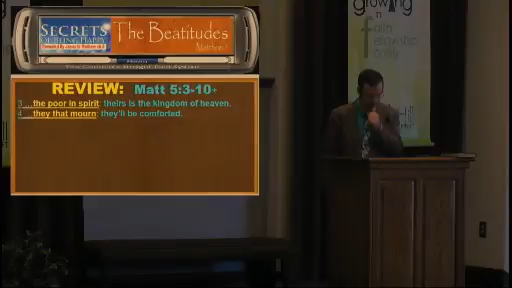 SECRETS
OF BEING HAPPY
The Beatitudes
Matthew 5
REVIEW: Matt 5:3-10+
3 ...the poor in spirit: theirs is the kingdom of heaven.
4 ...they that mourn: they'll be comforted.
growing
in
faith
fellowship